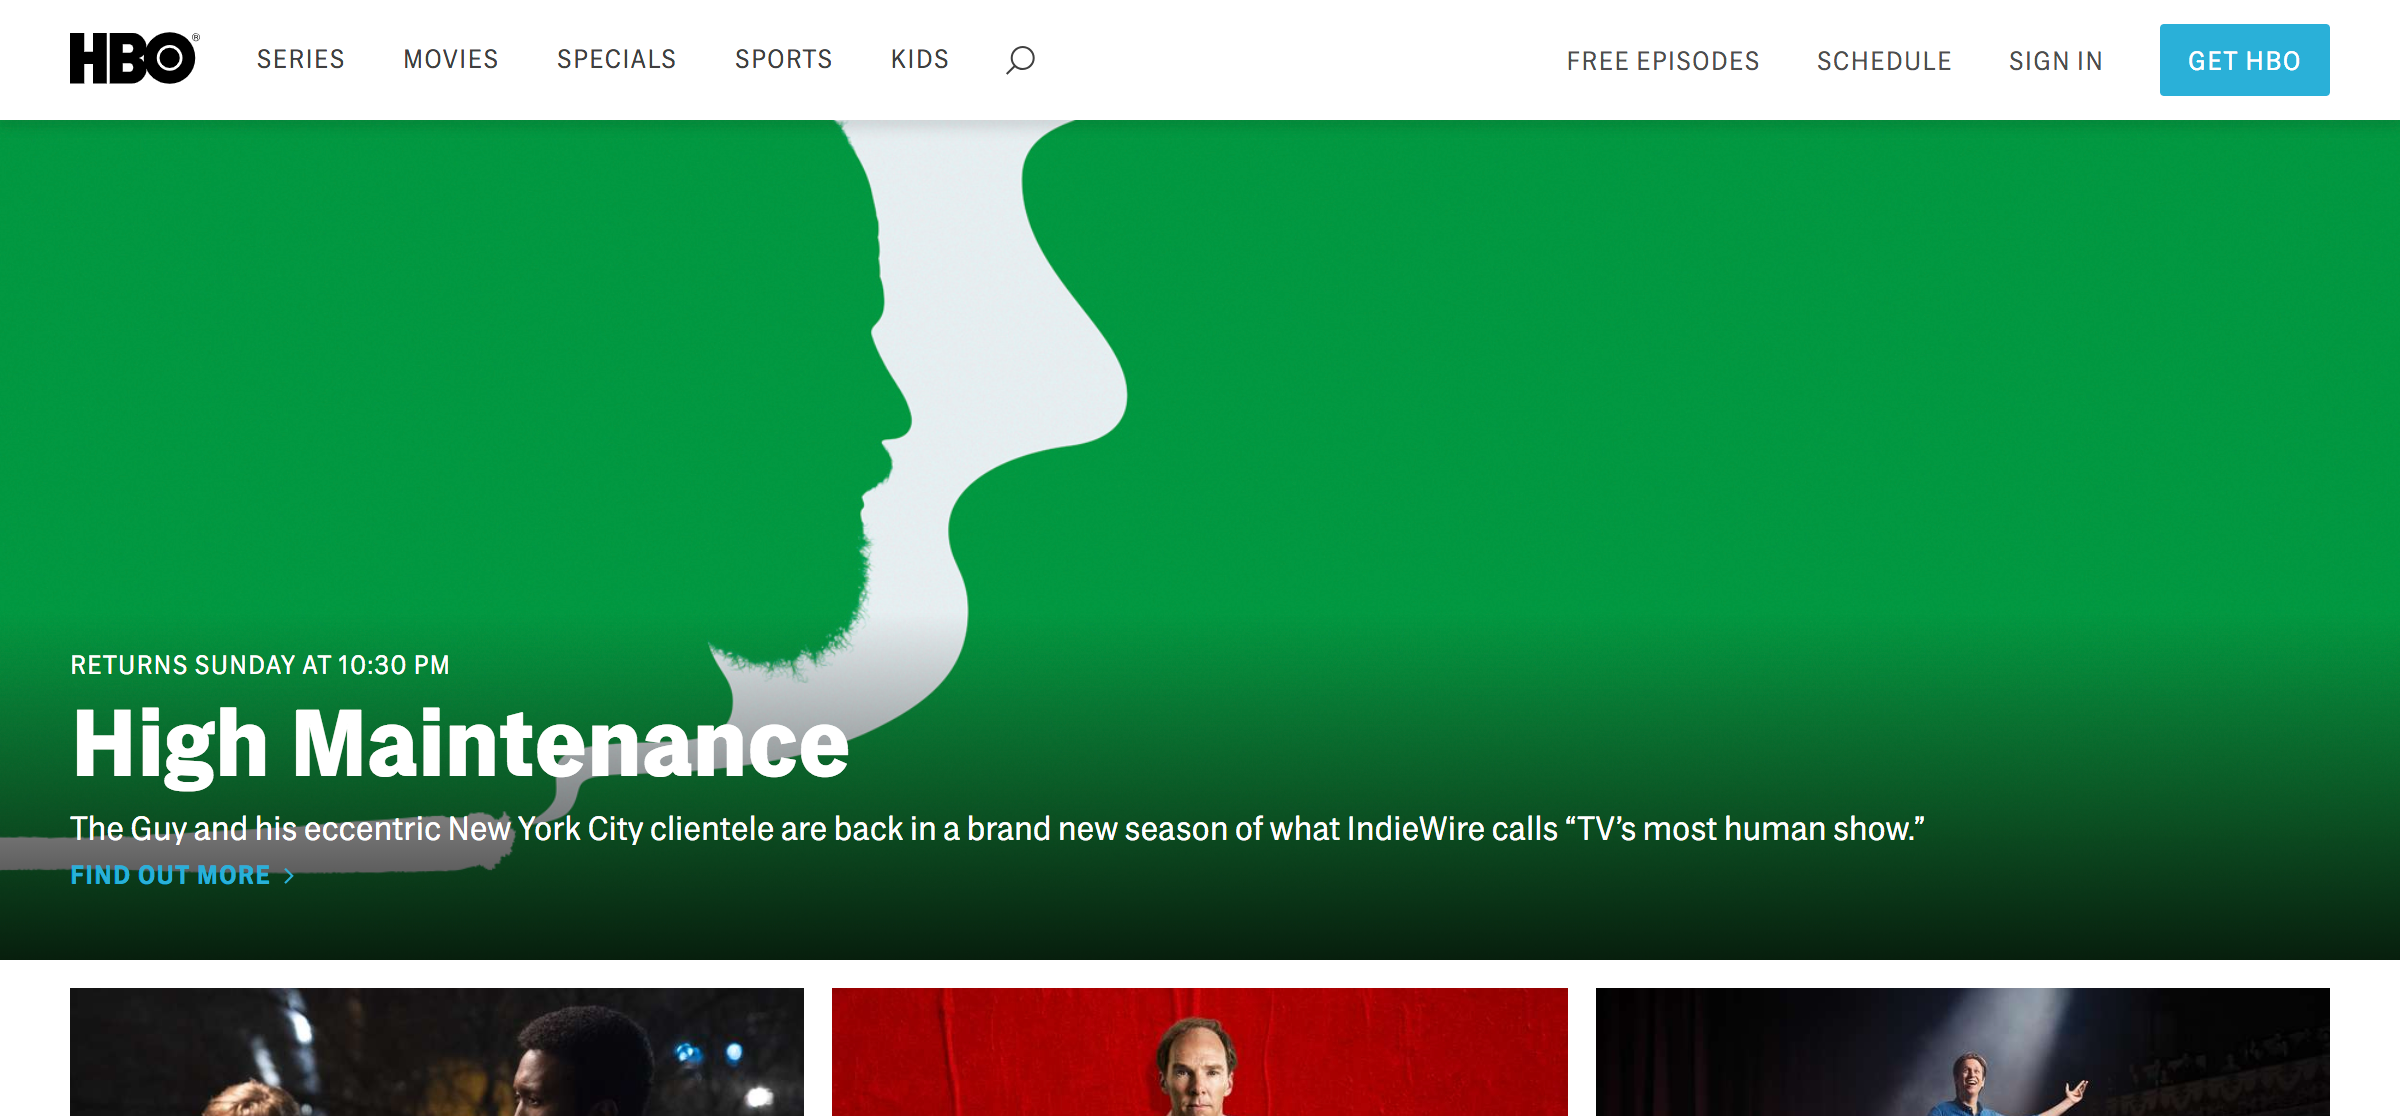 HBO®
SERIES
MOVIES
SPECIALS
SPORTS
KIDS
FREE EPISODES
SCHEDULE
SIGN IN
GET HBO
RETURNS SUNDAY AT 10:30 PM
High Maintenance
The Guy and his eccentric New York City clientele are back in a brand new season of what IndieWire calls “TV’s most human show.”
FIND OUT MORE